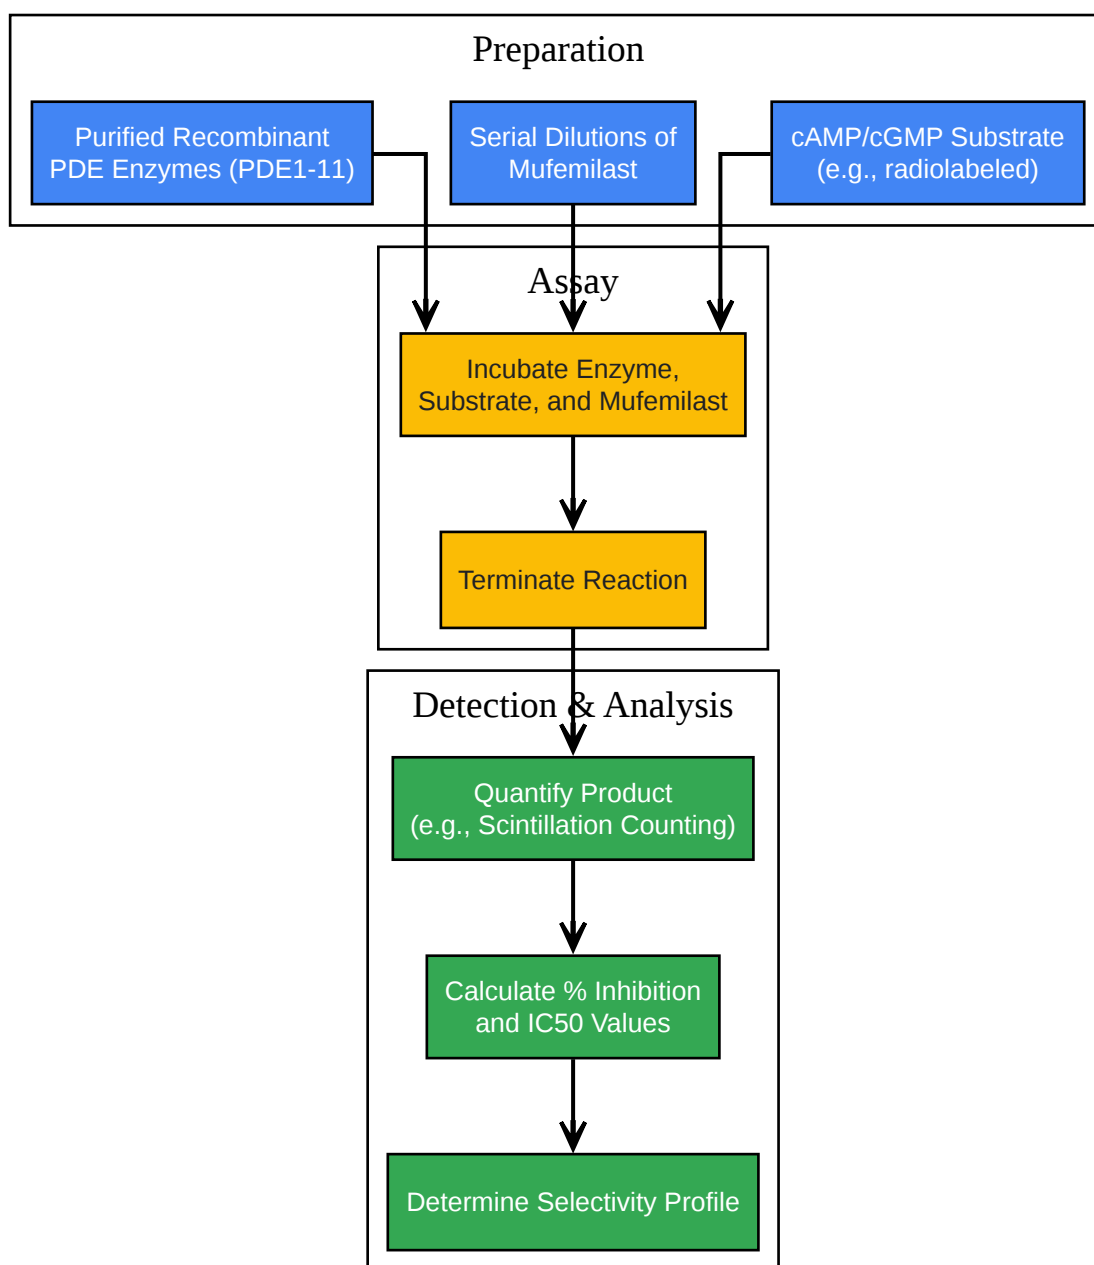 Preparation
Purified Recombinant
PDE Enzymes (PDE1-11)
Serial Dilutions of
Mufemilast
cAMP/cGMP Substrate
(e.g., radiolabeled)
Assay
Incubate Enzyme,
Substrate, and Mufemilast
Terminate Reaction
Detection & Analysis
Quantify Product
(e.g., Scintillation Counting)
Calculate % Inhibition
and IC50 Values
Determine Selectivity Profile